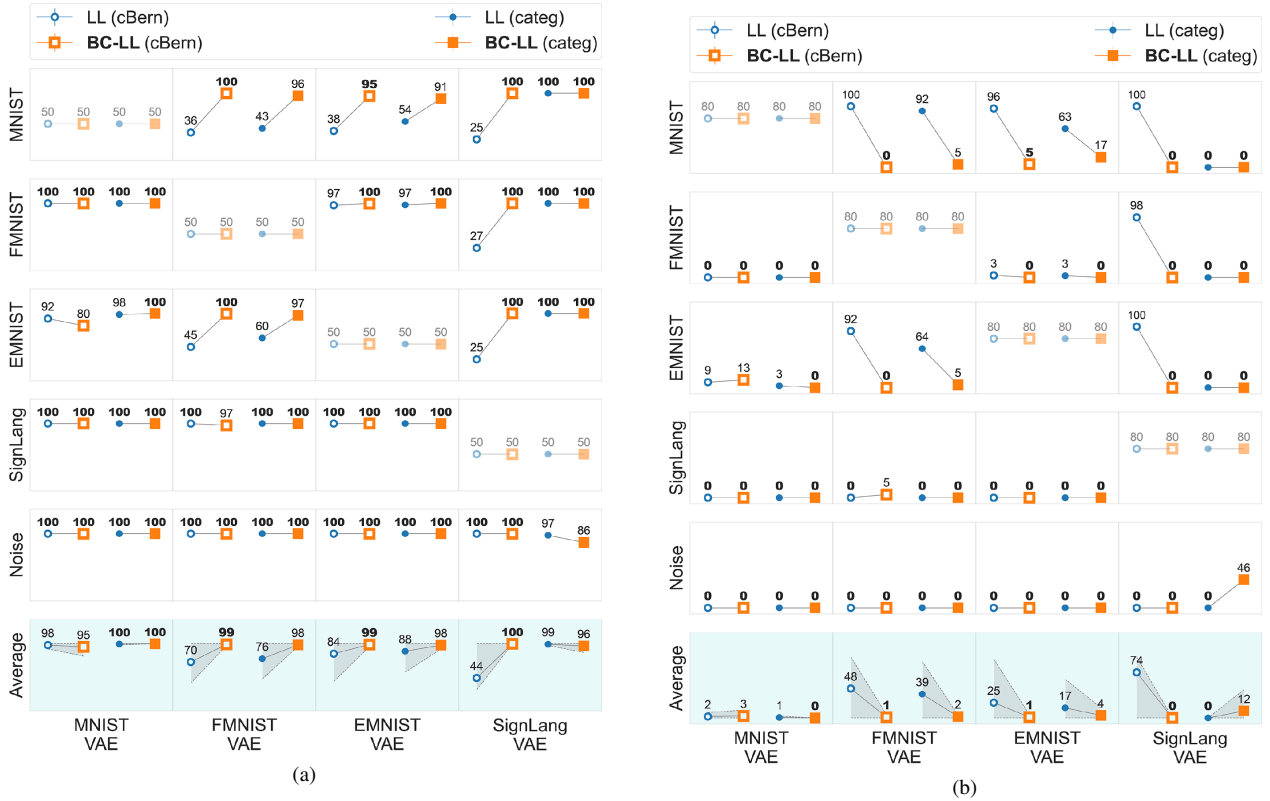 LL (cBern) LL (categ)
BC-LL (cBern) BC-LL (categ)
MNIST
50 50 50 50
36 100 43 96
38 95 54 91
25 100 100 100
FMNIST
100 100 100 100
50 50 50 50
97 100 97 100
27 100 100 100
EMNIST
92 80 98 100
45 100 60 97
50 50 50 50
25 100 100 100
SignLang
100 100 100 100
100 97 100 100
100 100 100 100
50 50 50 50
Noise
100 100 100 100
100 100 100 100
100 100 100 100
100 100 97 86
Average
98 95 100 100
70 99 76 98
84 99 88 98
44 100 99 96
MNIST VAE
FMNIST VAE
EMNIST VAE
SignLang VAE
(a)
LL (cBern) LL (categ)
BC-LL (cBern) BC-LL (categ)
MNIST
80 80 80 80
100 0 92 5
96 5 63 17
100 0 0 0
FMNIST
0 0 0 0
80 80 80 80
3 0 3 0
98 0 0 0
EMNIST
9 13 3 0
92 0 64 5
80 80 80 80
100 0 0 0
SignLang
0 0 0 0
0 5 0 0
0 0 0 0
80 80 80 80
Noise
0 0 0 0
0 0 0 0
0 0 0 0
0 0 0 46
Average
2 3 1 0
48 1 39 2
25 1 17 4
74 0 0 12
MNIST VAE
FMNIST VAE
EMNIST VAE
SignLang VAE
(b)